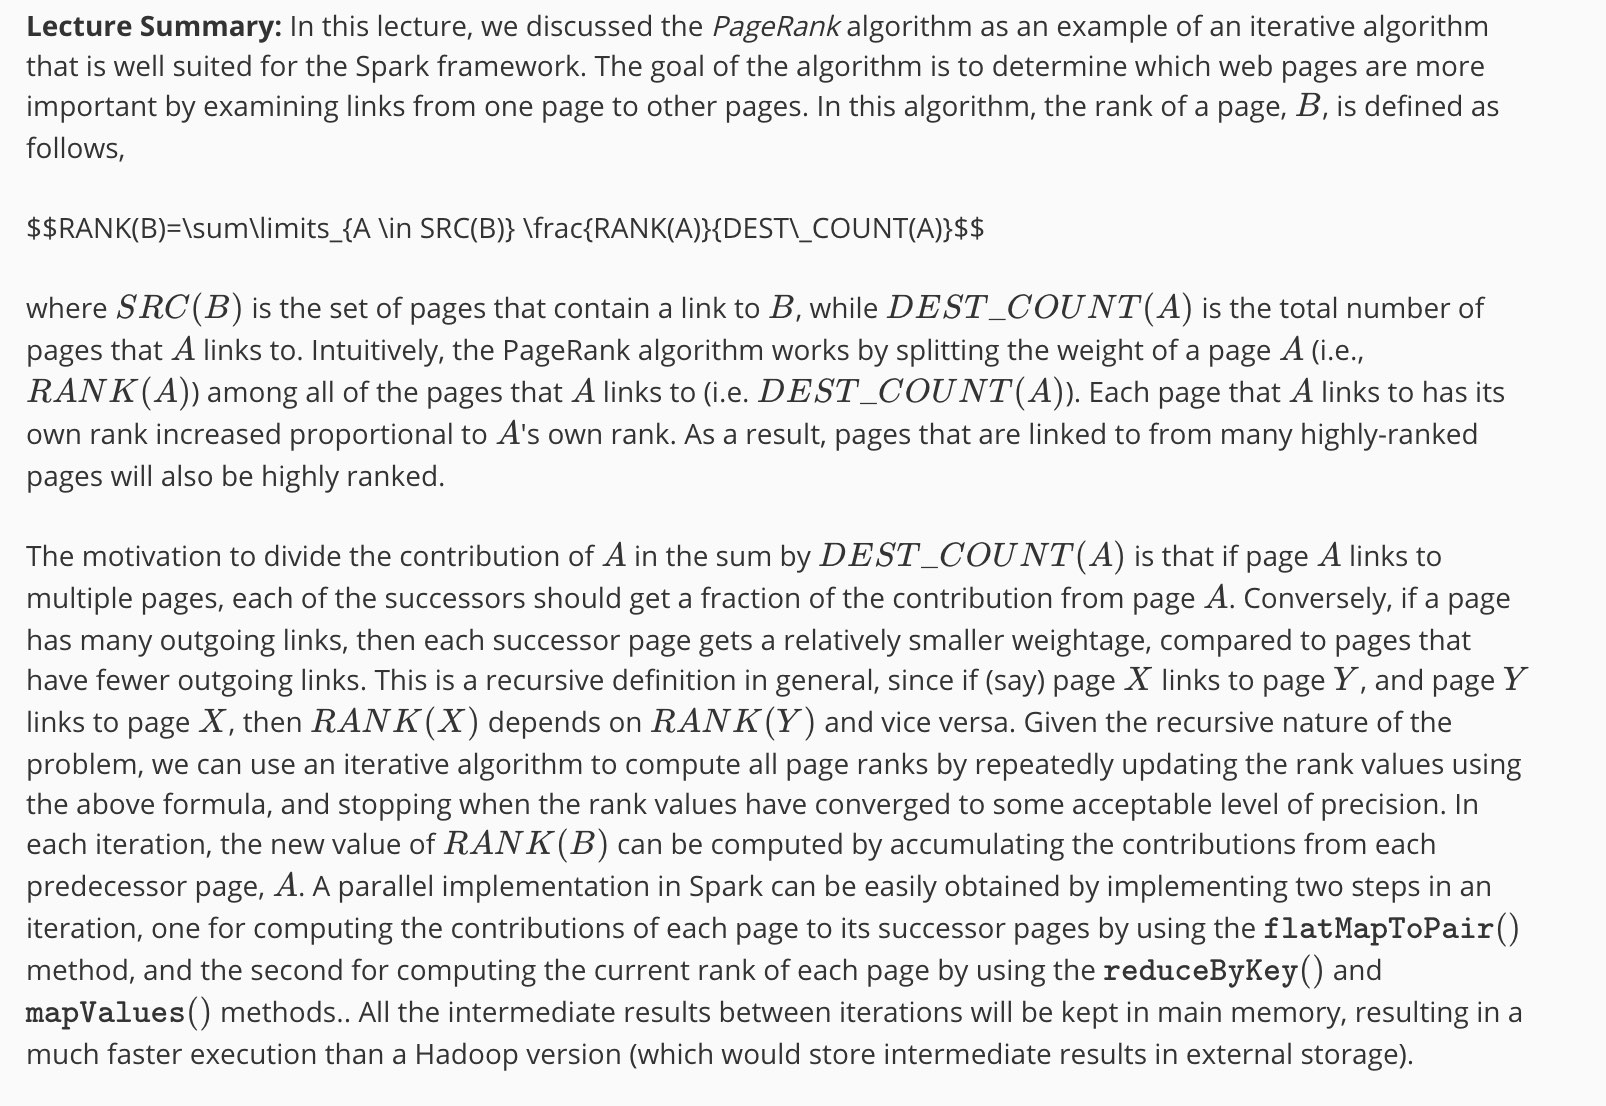 Lecture Summary: In this lecture, we discussed the PageRank algorithm as an example of an iterative algorithm
that is well suited for the Spark framework. The goal of the algorithm is to determine which web pages are more
important by examining links from one page to other pages. In this algorithm, the rank of a page, B, is defined as
follows,
$$RANK(B)=\sum\limits_{A \in SRC(B)} \frac{RANK(A)}{DEST\_COUNT(A)}$$
where SRC(B) is the set of pages that contain a link to B, while DEST_COUNT(A) is the total number of
pages that A links to. Intuitively, the PageRank algorithm works by splitting the weight of a page A (i.e.,
RANK(A)) among all of the pages that A links to (i.e. DEST_COUNT(A)). Each page that A links to has its
own rank increased proportional to A's own rank. As a result, pages that are linked to from many highly-ranked
pages will also be highly ranked.
The motivation to divide the contribution of A in the sum by DEST_COUNT(A) is that if page A links to
multiple pages, each of the successors should get a fraction of the contribution from page A. Conversely, if a page
has many outgoing links, then each successor page gets a relatively smaller weightage, compared to pages that
have fewer outgoing links. This is a recursive definition in general, since if (say) page X links to page Y, and page Y
links to page X, then RANK(X) depends on RANK(Y) and vice versa. Given the recursive nature of the
problem, we can use an iterative algorithm to compute all page ranks by repeatedly updating the rank values using
the above formula, and stopping when the rank values have converged to some acceptable level of precision. In
each iteration, the new value of RANK(B) can be computed by accumulating the contributions from each
predecessor page, A. A parallel implementation in Spark can be easily obtained by implementing two steps in an
iteration, one for computing the contributions of each page to its successor pages by using the flatMapToPair()
method, and the second for computing the current rank of each page by using the reduceByKey() and
mapValues() methods.. All the intermediate results between iterations will be kept in main memory, resulting in a
much faster execution than a Hadoop version (which would store intermediate results in external storage).